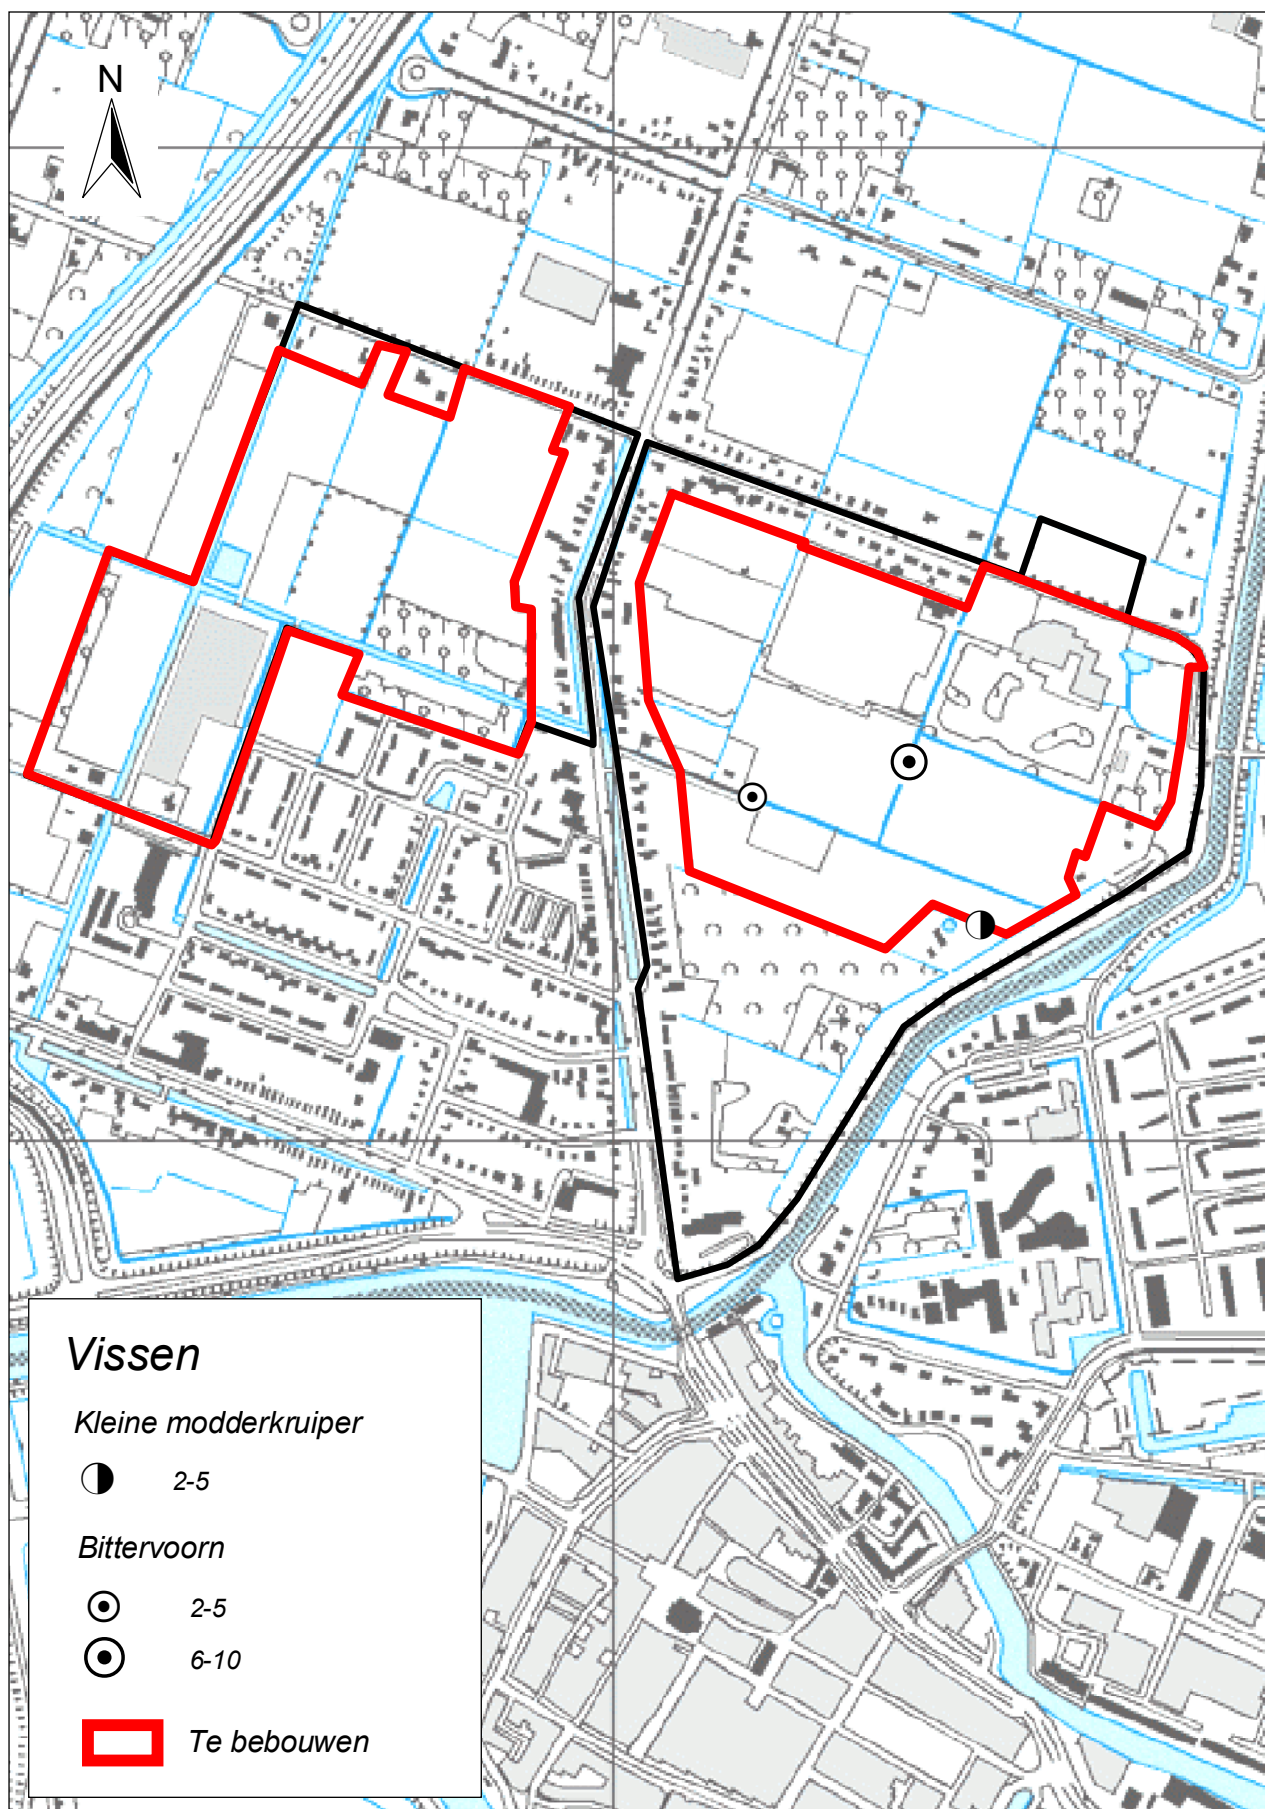 N
Vissen
Kleine modderkruiper
2-5
Bittervoorn
2-5
6-10
Te bebouwen